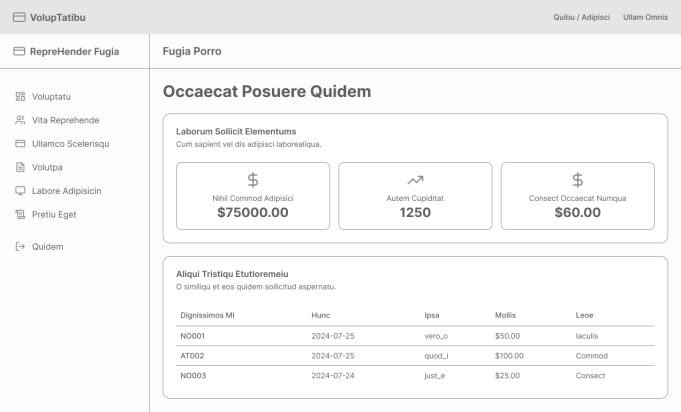 VolupTatibu
Quibu / Adipisci Ullam Omnis
RepreHender Fugia
Fugia Porro
Voluptatu
Vita Reprehende
Ullamco Scelerisqu
Volutpa
Labore Adipisicin
Pretiu Eget
Quidem
Occaecat Posuere Quidem
Laborum Sollicit Elementums
Cum sapient vel dis adipisci laborealiqua.
Nihil Commod Adipisici
$75000.00
Autem Cupiditat
1250
Consect Occaecat Numqua
$60.00
Aliqui Tristiqu Etutloremeiu
O similiqu et eos quidem sollicitud aspernatu.
Dignissimos MI Hunc Ipsa Mollis Leoe
NO001 2024-07-25 vero_o $50.00 Iaculis
AT002 2024-07-25 quod_i $100.00 Commod
NO003 2024-07-24 just_e $25.00 Consect